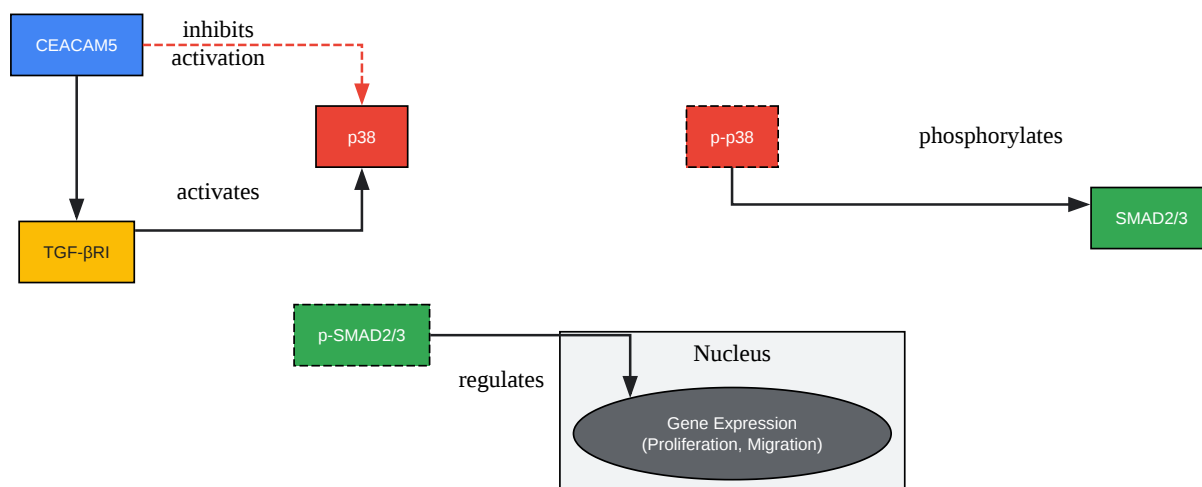 CEACAM5
inhibits
activation
p38
p-p38
phosphorylates
activates
SMAD2/3
TGF-βRI
p-SMAD2/3
Nucleus
regulates
Gene Expression
(Proliferation, Migration)